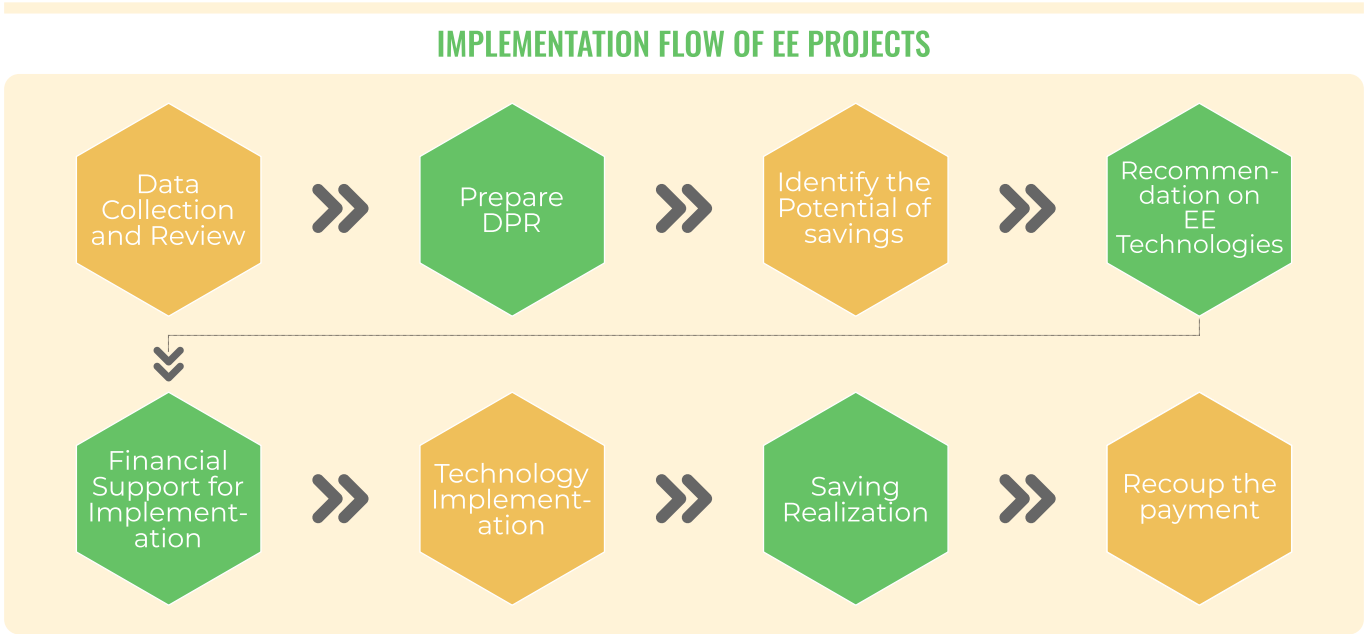 IMPLEMENTATION FLOW OF EE PROJECTS
Data
Collection
and Review
Prepare
DPR
Identify the
Potential of
savings
Recommen-
dation on
EE
Technologies
Financial
Support for
Implement-
ation
Technology
Implement-
ation
Saving
Realization
Recoup the
payment